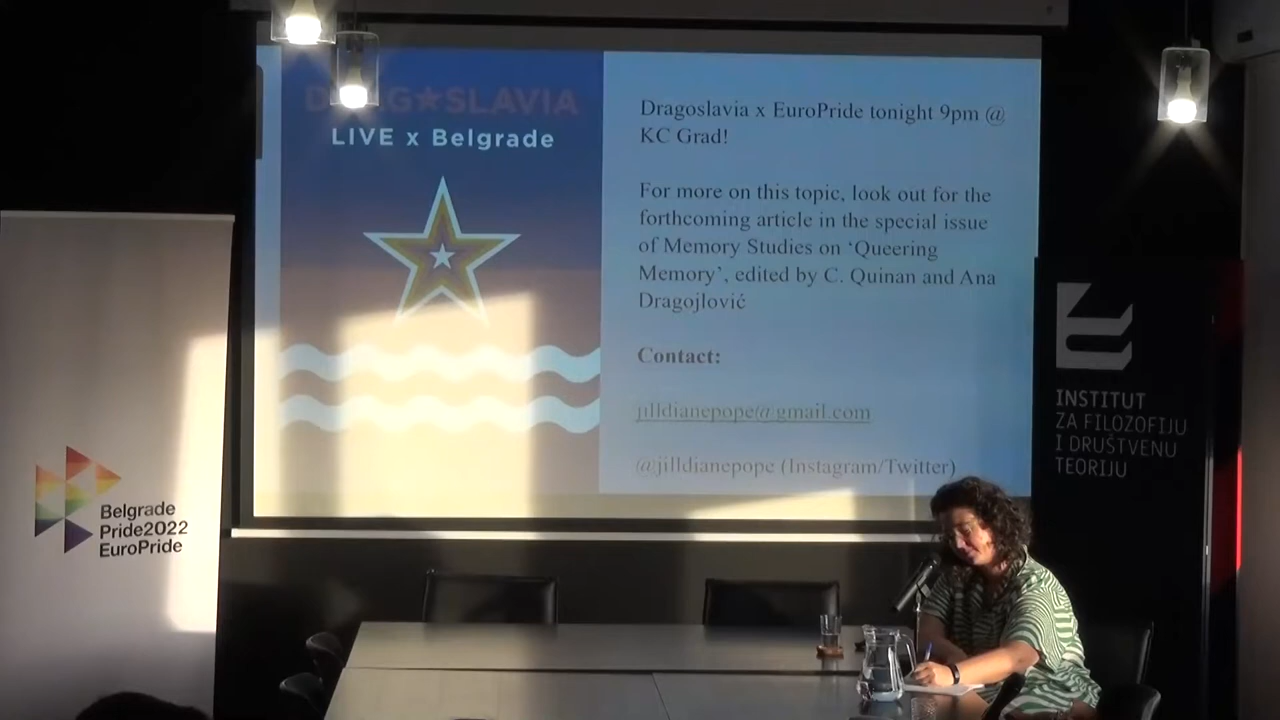 DRAG★SLAVIA
LIVE x Belgrade
Dragoslavia x EuroPride tonight 9pm @
KC Grad!
For more on this topic, look out for the
forthcoming article in the special issue
of Memory Studies on ‘Queering
Memory’, edited by C. Quinan and Ana
Dragojlović
Contact:
jilldianepope@gmail.com
@jilldianepope (Instagram/Twitter)
Belgrade
Pride2022
EuroPride
INSTITUT
ZA FILOZOFIJU
I DRUŠTVENU
TEORIJU